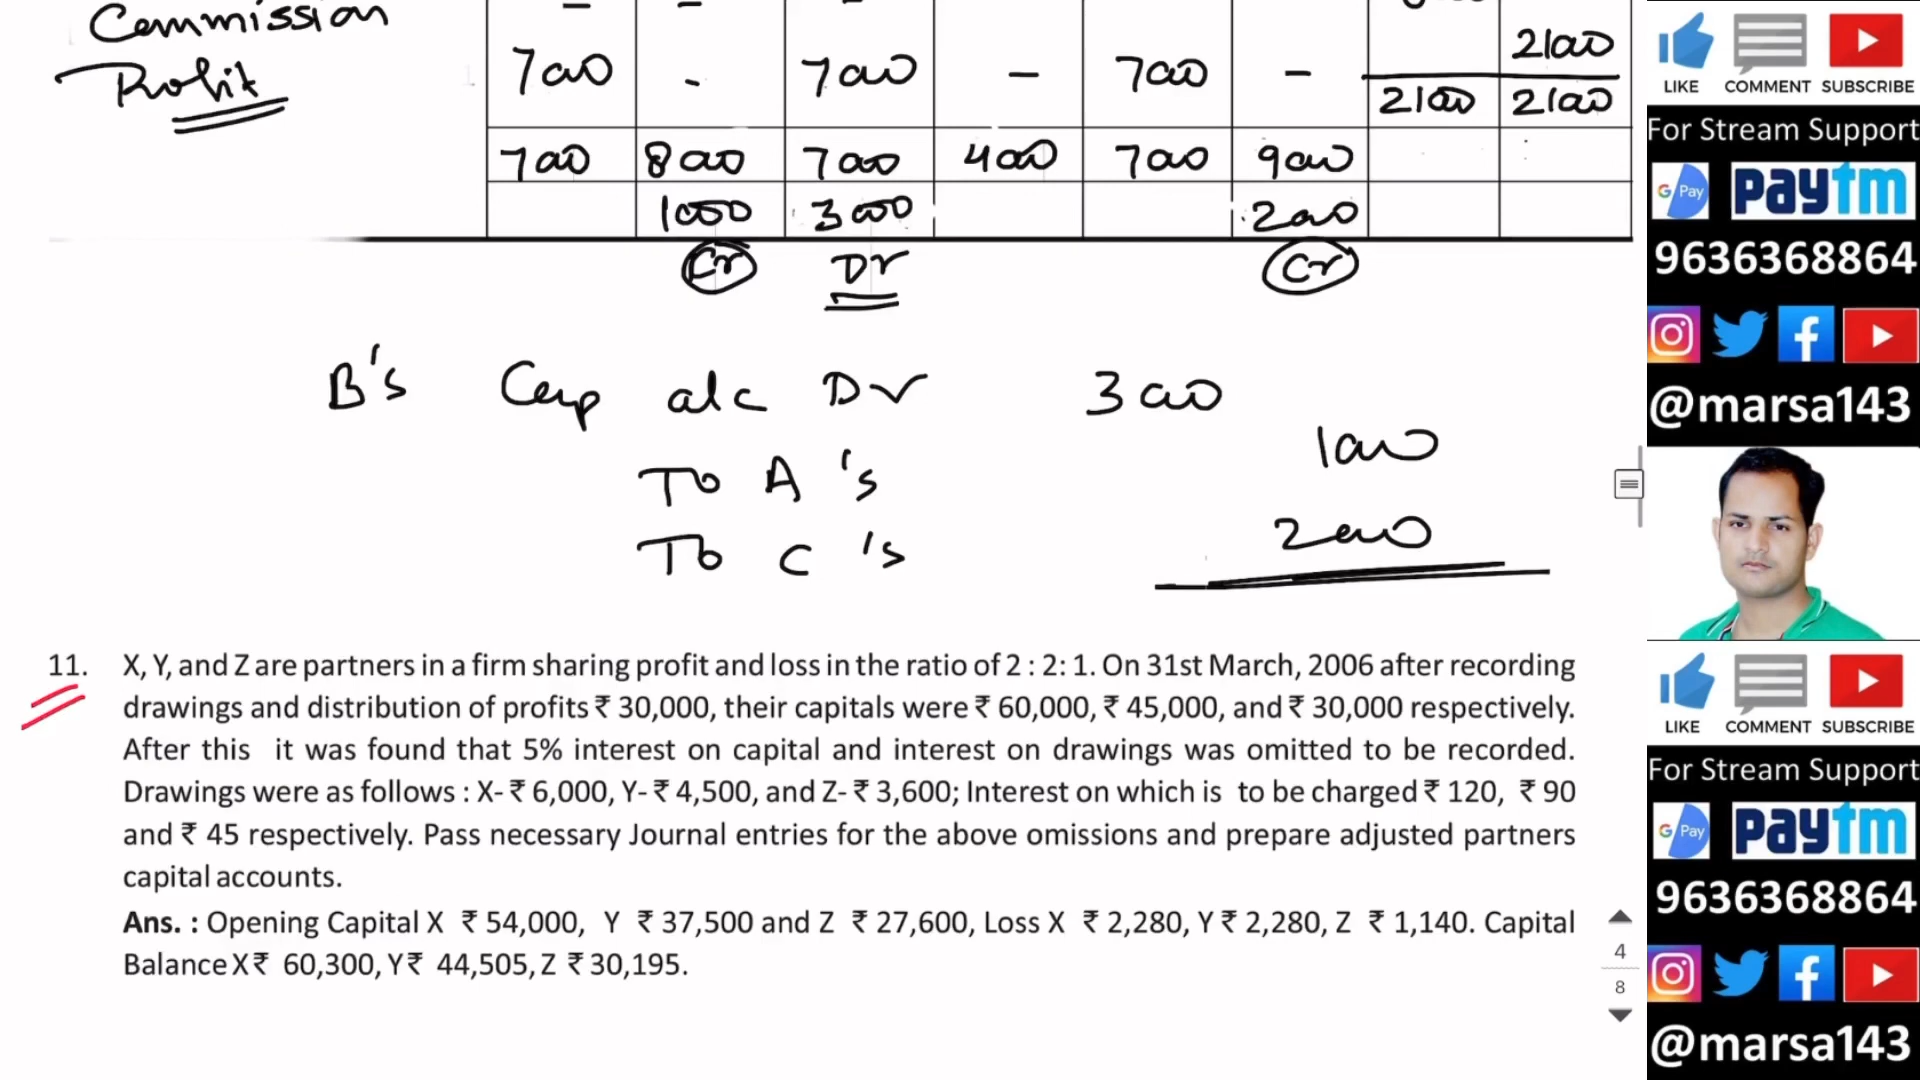 Commission
Profit 700 - 700 - 700 - 2100
2100 2100
700 800 700 400 700 900
100 300 200
Cr Dr Cr
B's Cap a/c Dr 300
To A's 100
To C's 200
11. X, Y, and Z are partners in a firm sharing profit and loss in the ratio of 2 : 2: 1. On 31st March, 2006 after recording
drawings and distribution of profits ₹ 30,000, their capitals were ₹ 60,000, ₹ 45,000, and ₹ 30,000 respectively.
After this it was found that 5% interest on capital and interest on drawings was omitted to be recorded.
Drawings were as follows : X- ₹ 6,000, Y- ₹ 4,500, and Z- ₹ 3,600; Interest on which is to be charged ₹ 120, ₹ 90
and ₹ 45 respectively. Pass necessary Journal entries for the above omissions and prepare adjusted partners
capital accounts.
Ans. : Opening Capital X ₹ 54,000, Y ₹ 37,500 and Z ₹ 27,600, Loss X ₹ 2,280, Y ₹ 2,280, Z ₹ 1,140. Capital
Balance X ₹ 60,300, Y ₹ 44,505, Z ₹ 30,195.
4
8
LIKE COMMENT SUBSCRIBE
For Stream Support
G Pay paytm
9636368864
@marsa143
LIKE COMMENT SUBSCRIBE
For Stream Support
G Pay paytm
9636368864
@marsa143